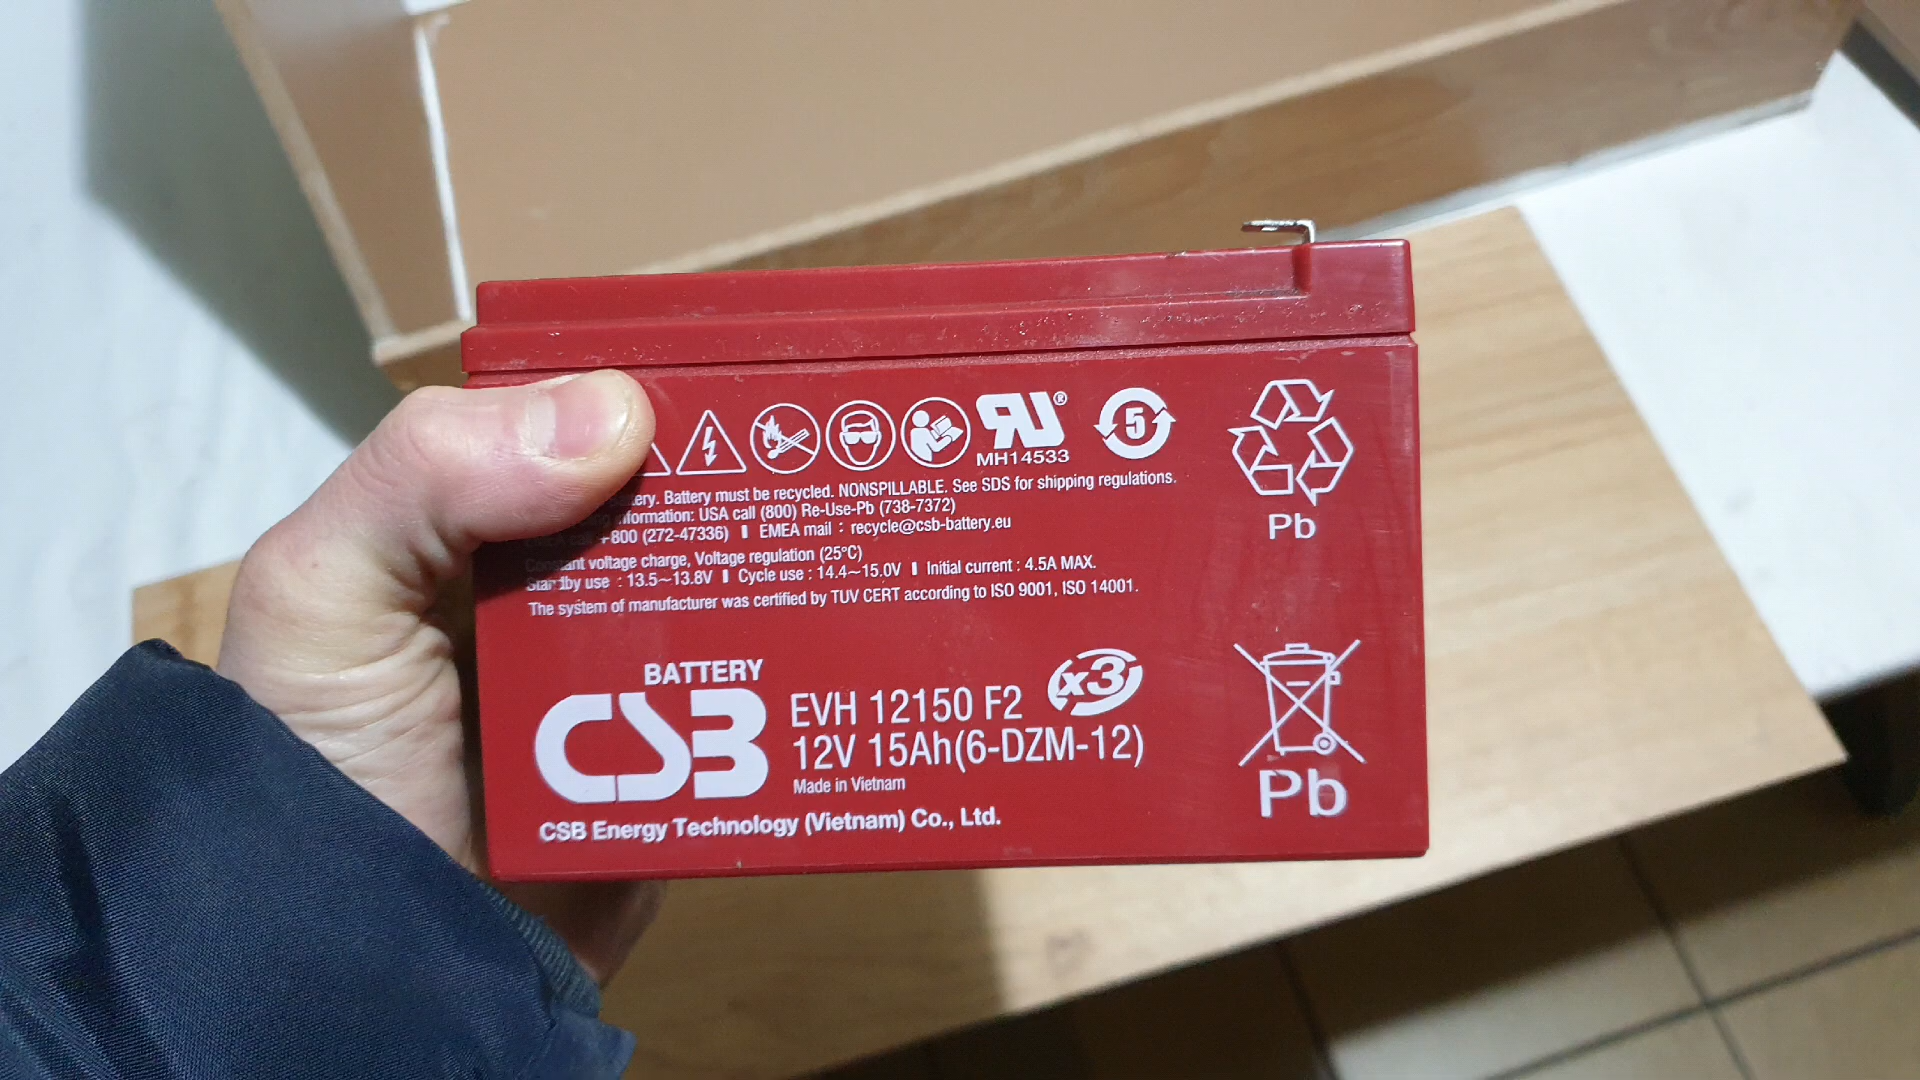 MH14533
5
Battery must be recycled. NONSPILLABLE. See SDS for shipping regulations.
information: USA call (800) Re-Use-Pb (738-7372)
+800 (272-47336) EMEA mail : recycle@csb-battery.eu
Constant voltage charge, Voltage regulation (25°C)
Standby use : 13.5~13.8V Cycle use : 14.4~15.0V Initial current : 4.5A MAX.
The system of manufacturer was certified by TUV CERT according to ISO 9001, ISO 14001.
Pb
BATTERY
CSB
EVH 12150 F2
x3
12V 15Ah(6-DZM-12)
Made in Vietnam
CSB Energy Technology (Vietnam) Co., Ltd.
Pb